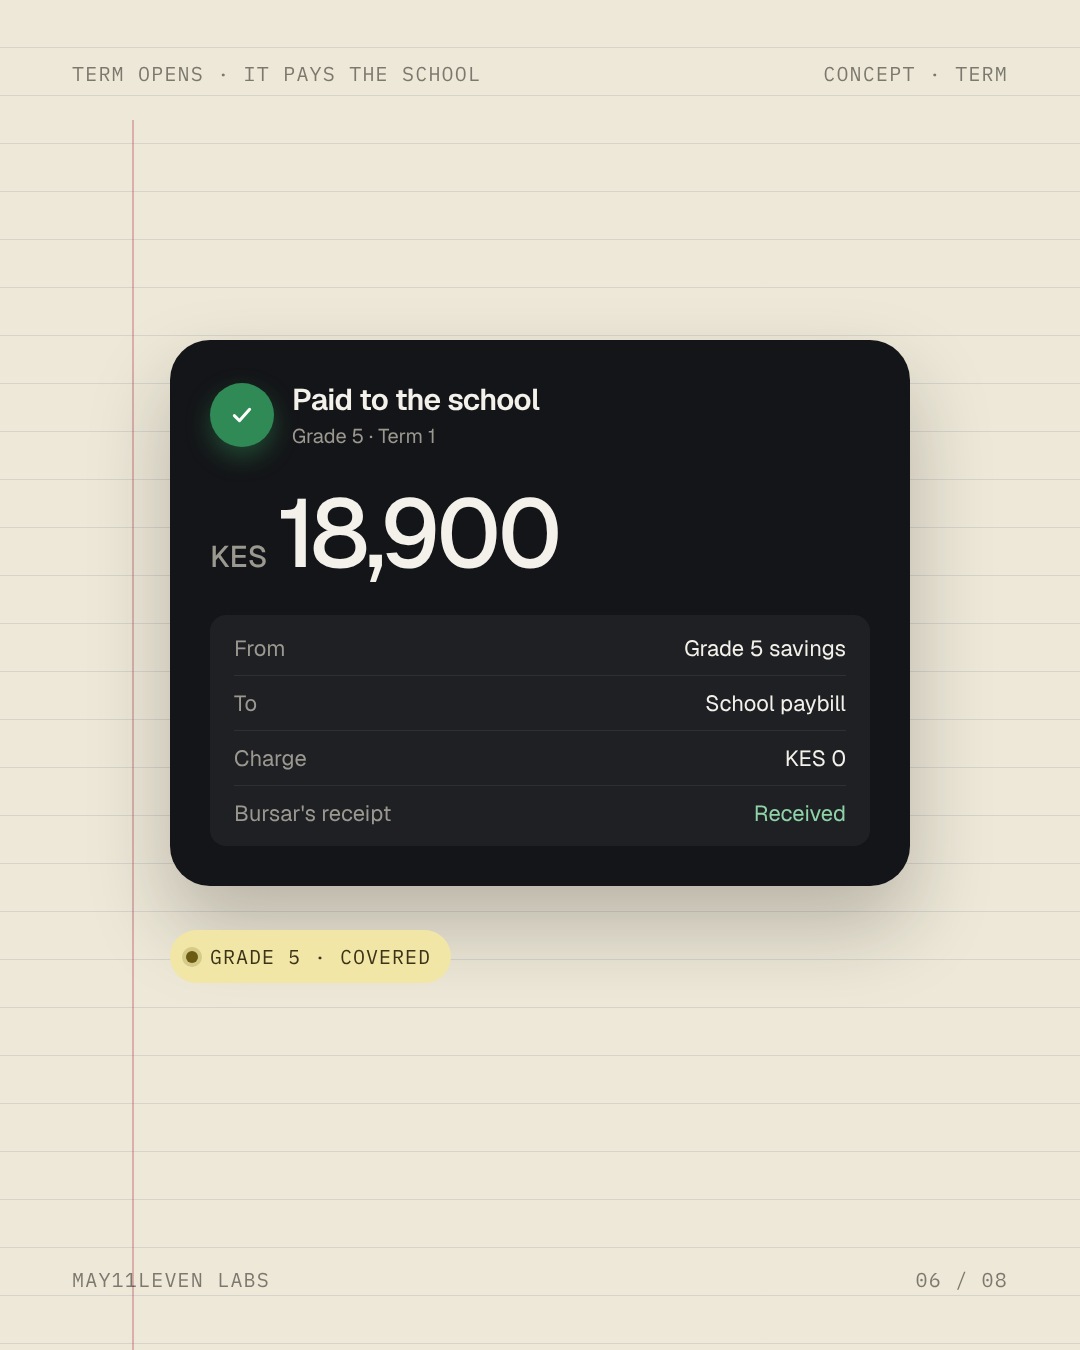 TERM OPENS · IT PAYS THE SCHOOL
CONCEPT · TERM
Paid to the school
Grade 5 · Term 1
KES 18,900
From Grade 5 savings
To School paybill
Charge KES 0
Bursar's receipt Received
GRADE 5 · COVERED
MAY11LEVEN LABS
06 / 08